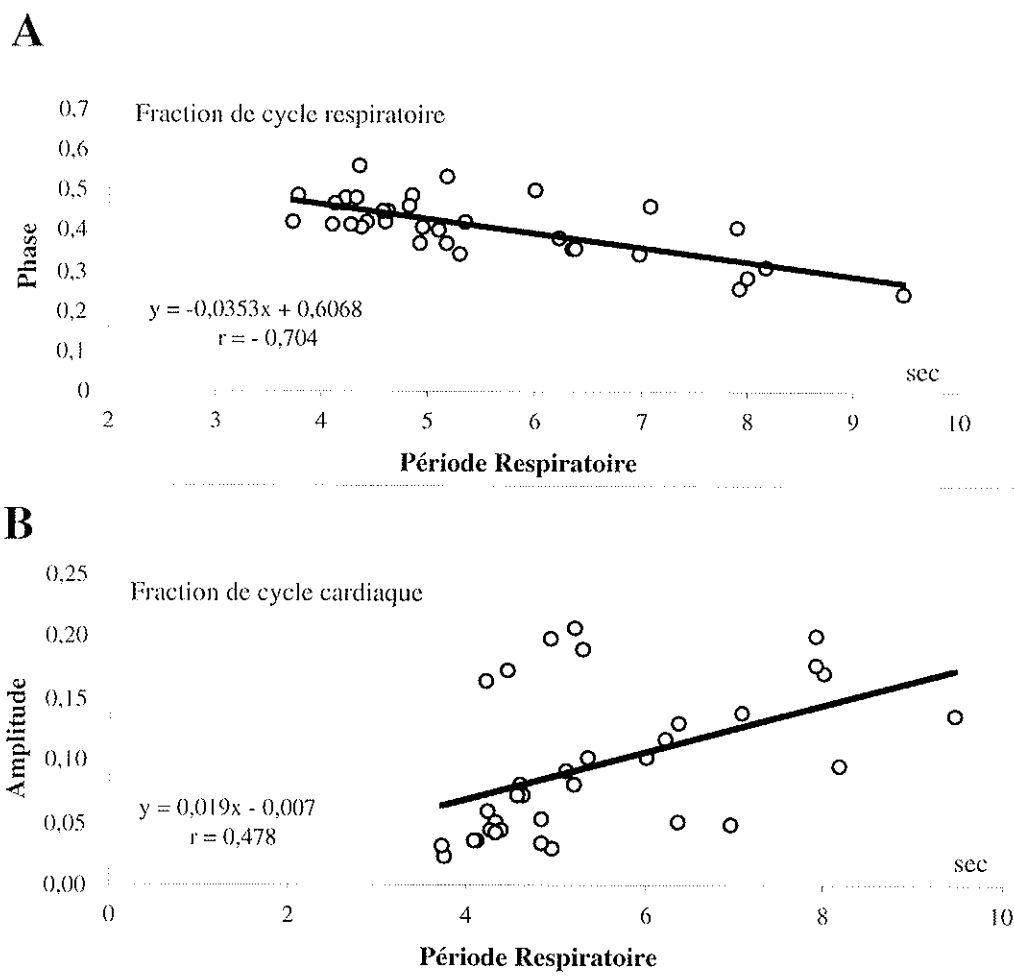 A
0,7
Fraction de cycle respiratoire
0,6
0,5
0,4
0,3
0,2
0,1
0
Phase
y = -0,0353x + 0,6068
r = - 0,704
sec
2 3 4 5 6 7 8 9 10
Période Respiratoire
B
0,25
Fraction de cycle cardiaque
0,20
0,15
0,10
0,05
0,00
Amplitude
y = 0,019x - 0,007
r = 0,478
sec
0 2 4 6 8 10
Période Respiratoire